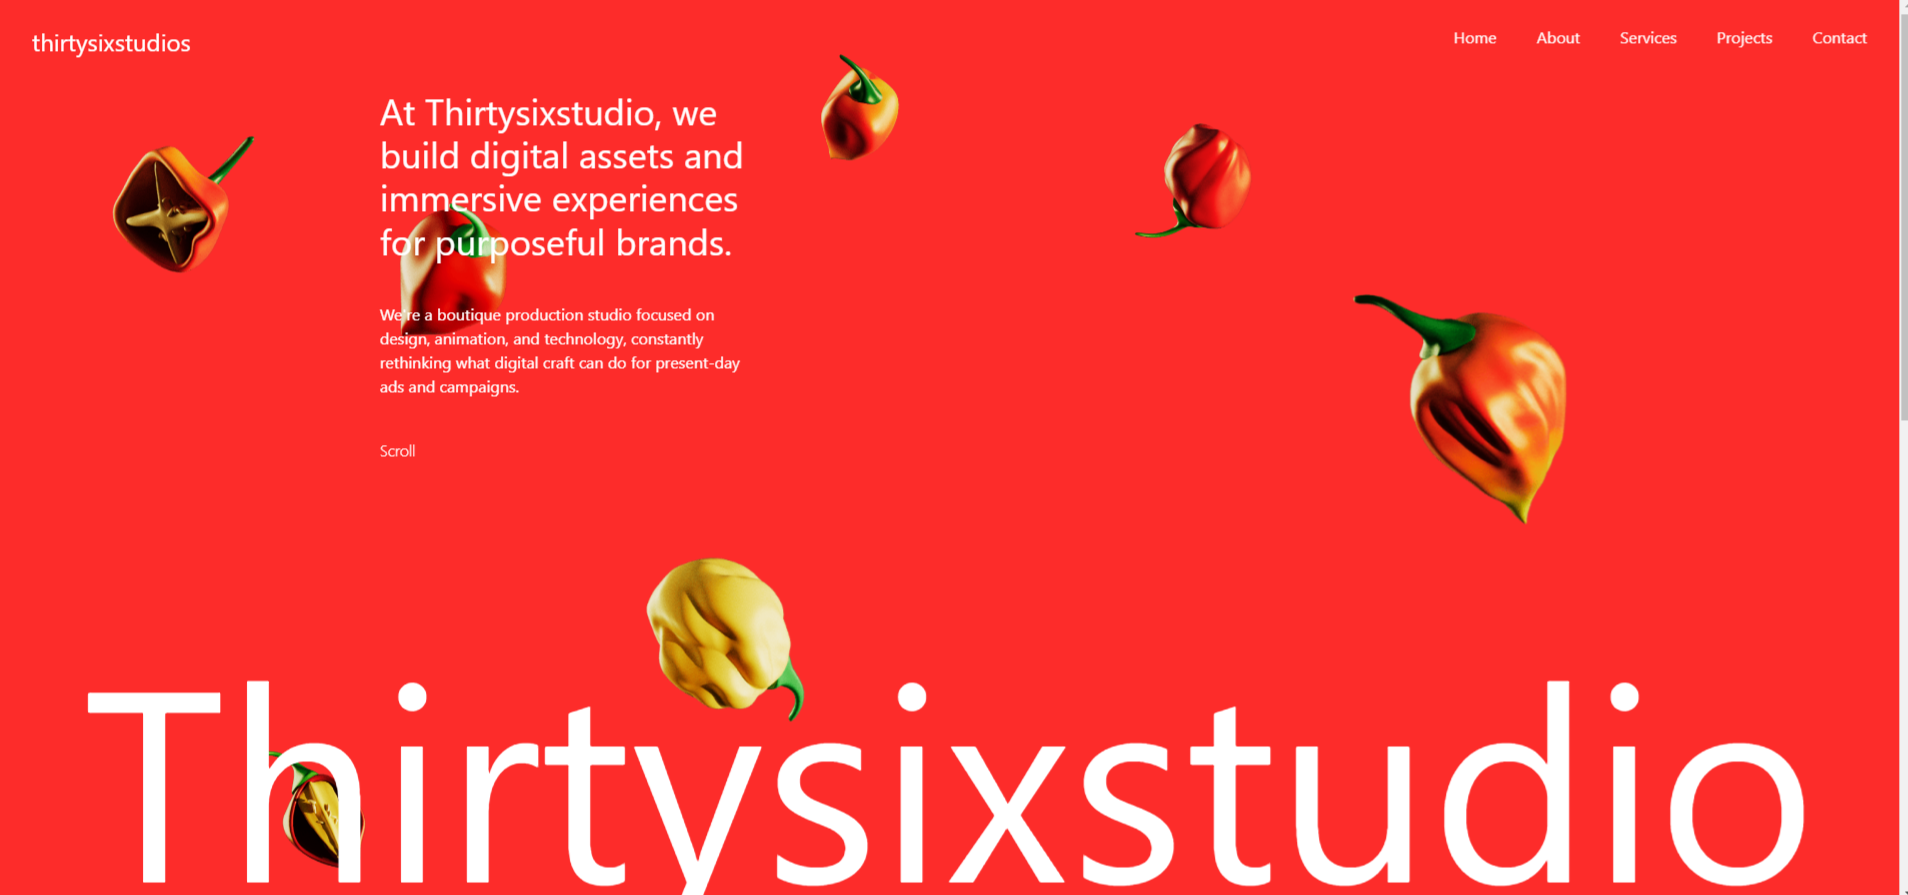 thirtysixstudios
Home About Services Projects Contact
At Thirtysixstudio, we
build digital assets and
immersive experiences
for purposeful brands.
We're a boutique production studio focused on
design, animation, and technology, constantly
rethinking what digital craft can do for present-day
ads and campaigns.
Scroll
Thirtysixstudio